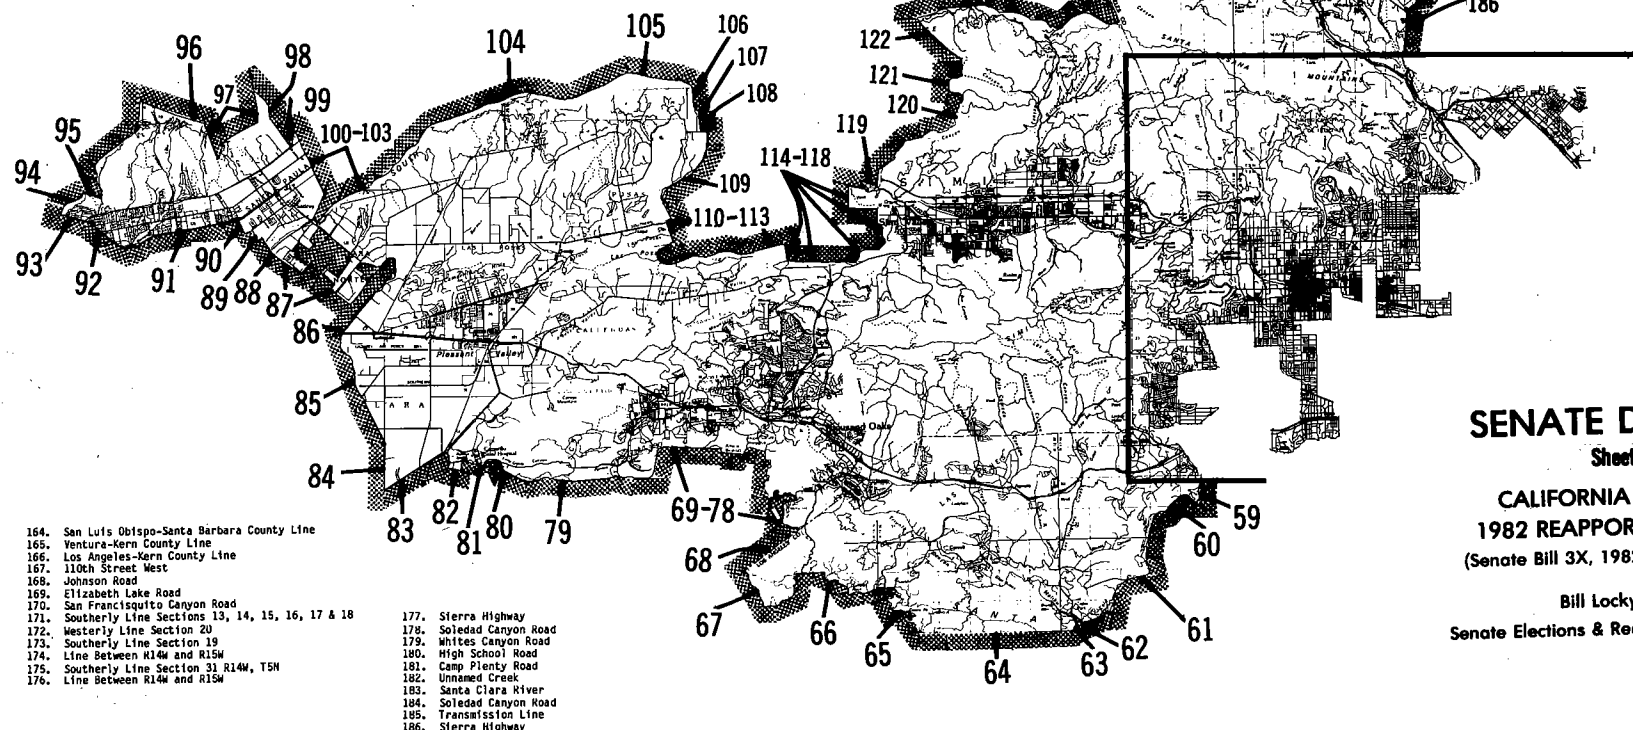 186
96
104
105
106
98
107
97
99
108
122
121
120
119
95
100-103
94
114-118
109
110-113
93
92
91
90
89
88
87
86
85
84
83
82
81
80
79
69-78
68
67
66
65
64
63
62
61
60
59
SANTA
MOUNTAINS
SOUTH
SIMI
Pleasant Valley
SENATE D
Sheet
CALIFORNIA
1982 REAPPOR
(Senate Bill 3X, 198
Bill Locky
Senate Elections & Re
164. San Luis Obispo-Santa Barbara County Line
165. Ventura-Kern County Line
166. Los Angeles-Kern County Line
167. 110th Street West
168. Johnson Road
169. Elizabeth Lake Road
170. San Francisquito Canyon Road
171. Southerly Line Sections 13, 14, 15, 16, 17 & 18
172. Westerly Line Section 20
173. Southerly Line Section 19
174. Line Between R14W and R15W
175. Southerly Line Section 31 R14W, T5N
176. Line Between R14W and R15W
177. Sierra Highway
178. Soledad Canyon Road
179. Whites Canyon Road
180. High School Road
181. Camp Plenty Road
182. Unnamed Creek
183. Santa Clara River
184. Soledad Canyon Road
185. Transmission Line
186. Sierra Highway